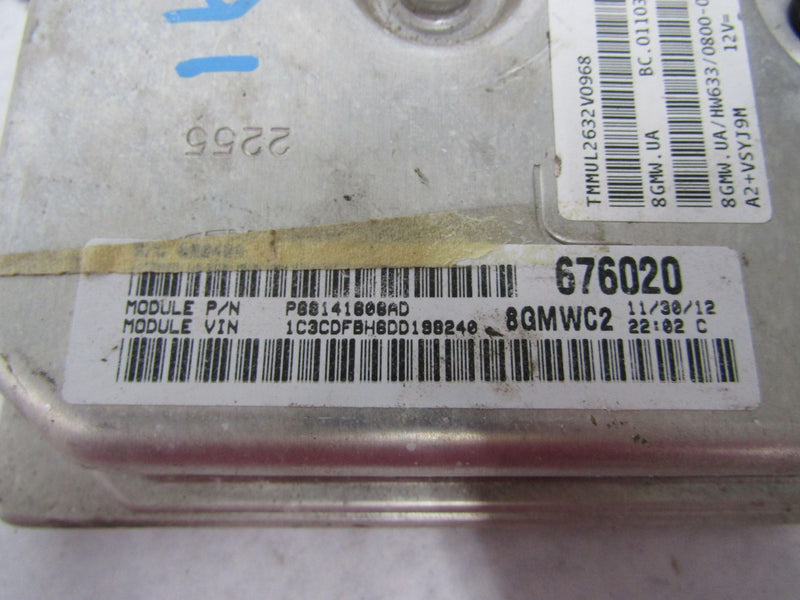 2255
TMMUL2632V0968
8GMW.UA BC.01103
8GMW.UA/HW633/0800-0
A2+VSYJ9M 12V=
676020
MODULE P/N P68141808AD
MODULE VIN 1C3CDFBH6DD198240
8GMWC2
11/30/12
22:02 C